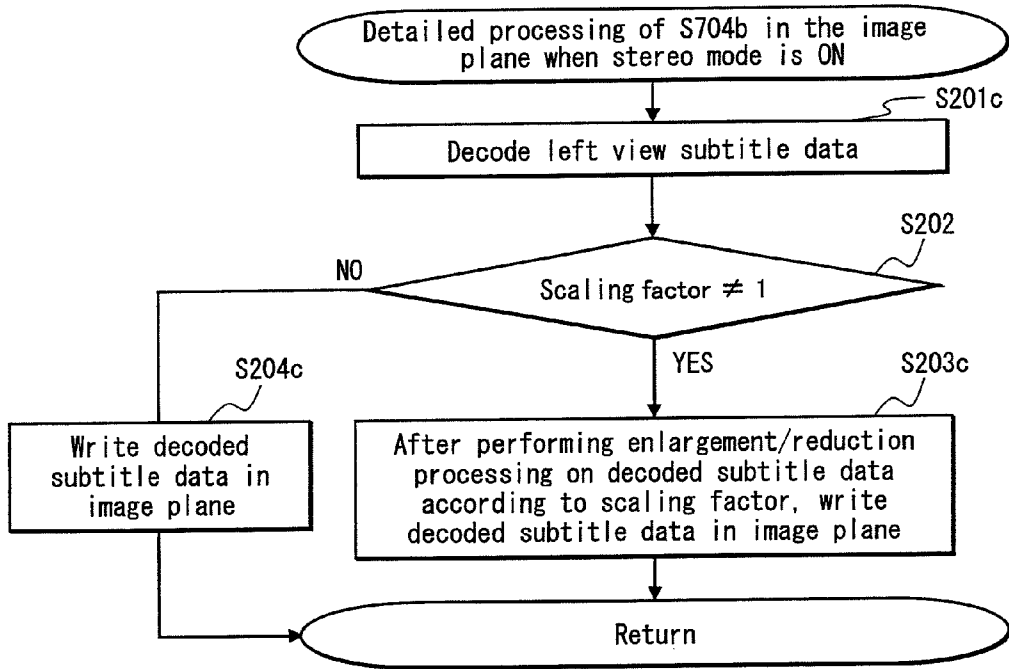 Detailed processing of S704b in the image
plane when stereo mode is ON
S201c
Decode left view subtitle data
S202
NO
Scaling factor ≠ 1
YES
S204c
S203c
Write decoded
subtitle data in
image plane
After performing enlargement/reduction
processing on decoded subtitle data
according to scaling factor, write
decoded subtitle data in image plane
Return